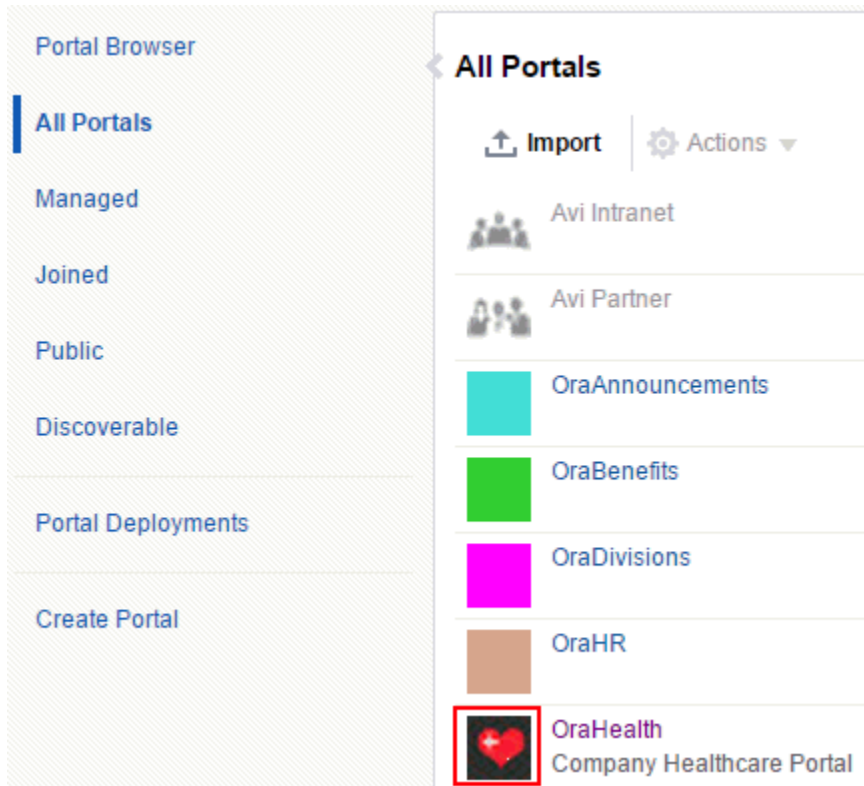 Portal Browser
All Portals
Managed
Joined
Public
Discoverable
Portal Deployments
Create Portal
All Portals
Import
Actions
Avi Intranet
Avi Partner
OraAnnouncements
OraBenefits
OraDivisions
OraHR
OraHealth
Company Healthcare Portal